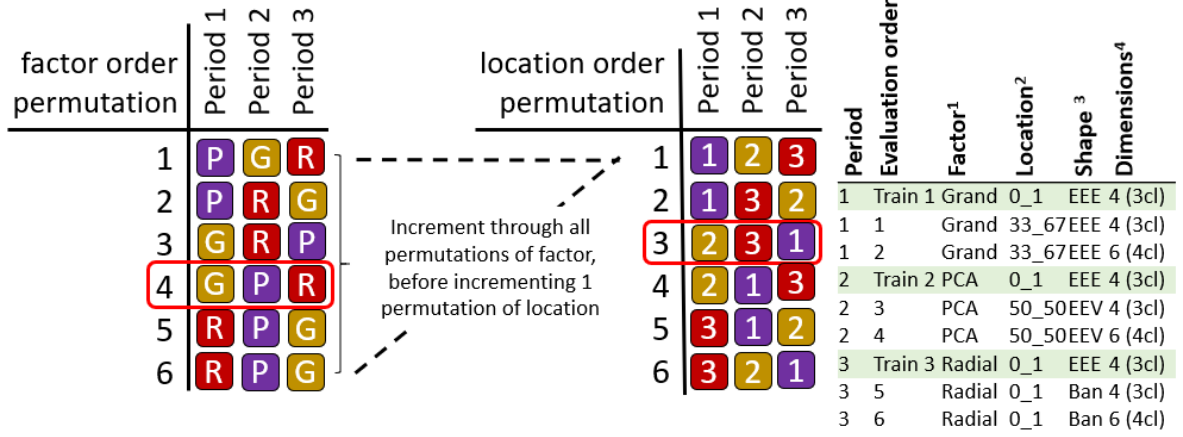 factor order
permutation
Period 1
Period 2
Period 3
1 P G R
2 P R G
3 G R P
4 G P R
5 R P G
6 R P G
Increment through all
permutations of factor,
before incrementing 1
permutation of location
location order
permutation
Period 1
Period 2
Period 3
1 1 2 3
2 1 3 2
3 2 3 1
4 2 1 3
5 3 1 2
6 3 2 1
Period
Evaluation order
Factor¹
Location²
Shape ³
Dimensions⁴
1 Train 1 Grand 0_1 EEE 4 (3cl)
1 1 Grand 33_67 EEE 4 (3cl)
1 2 Grand 33_67 EEE 6 (4cl)
2 Train 2 PCA 0_1 EEE 4 (3cl)
2 3 PCA 50_50 EEV 4 (3cl)
2 4 PCA 50_50 EEV 6 (4cl)
3 Train 3 Radial 0_1 EEE 4 (3cl)
3 5 Radial 0_1 Ban 4 (3cl)
3 6 Radial 0_1 Ban 6 (4cl)